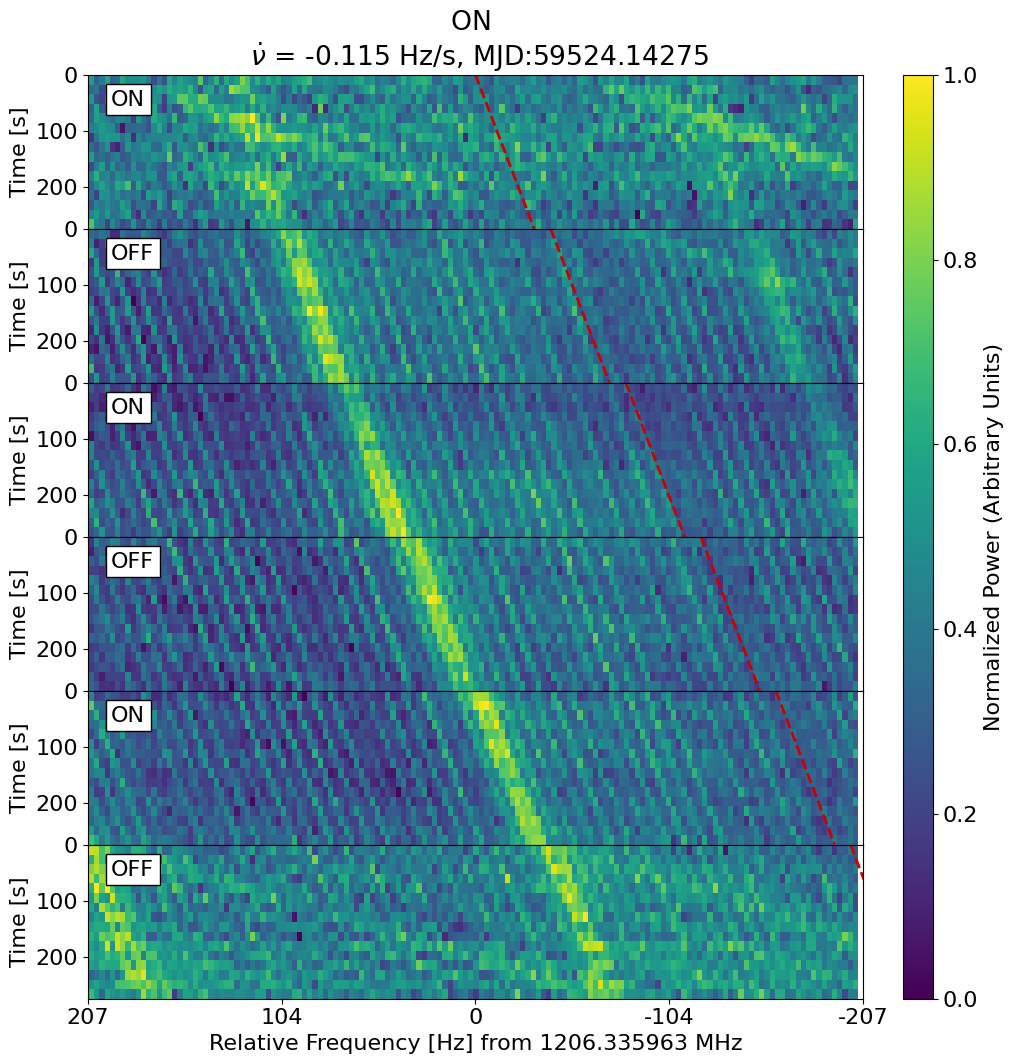 ON
ν̇ = -0.115 Hz/s, MJD:59524.14275
ON
OFF
ON
OFF
ON
OFF
Time [s]
0
100
200
Time [s]
0
100
200
Time [s]
0
100
200
Time [s]
0
100
200
Time [s]
0
100
200
Time [s]
0
100
200
207 104 0 -104 -207
Relative Frequency [Hz] from 1206.335963 MHz
1.0
0.8
0.6
0.4
0.2
0.0
Normalized Power (Arbitrary Units)